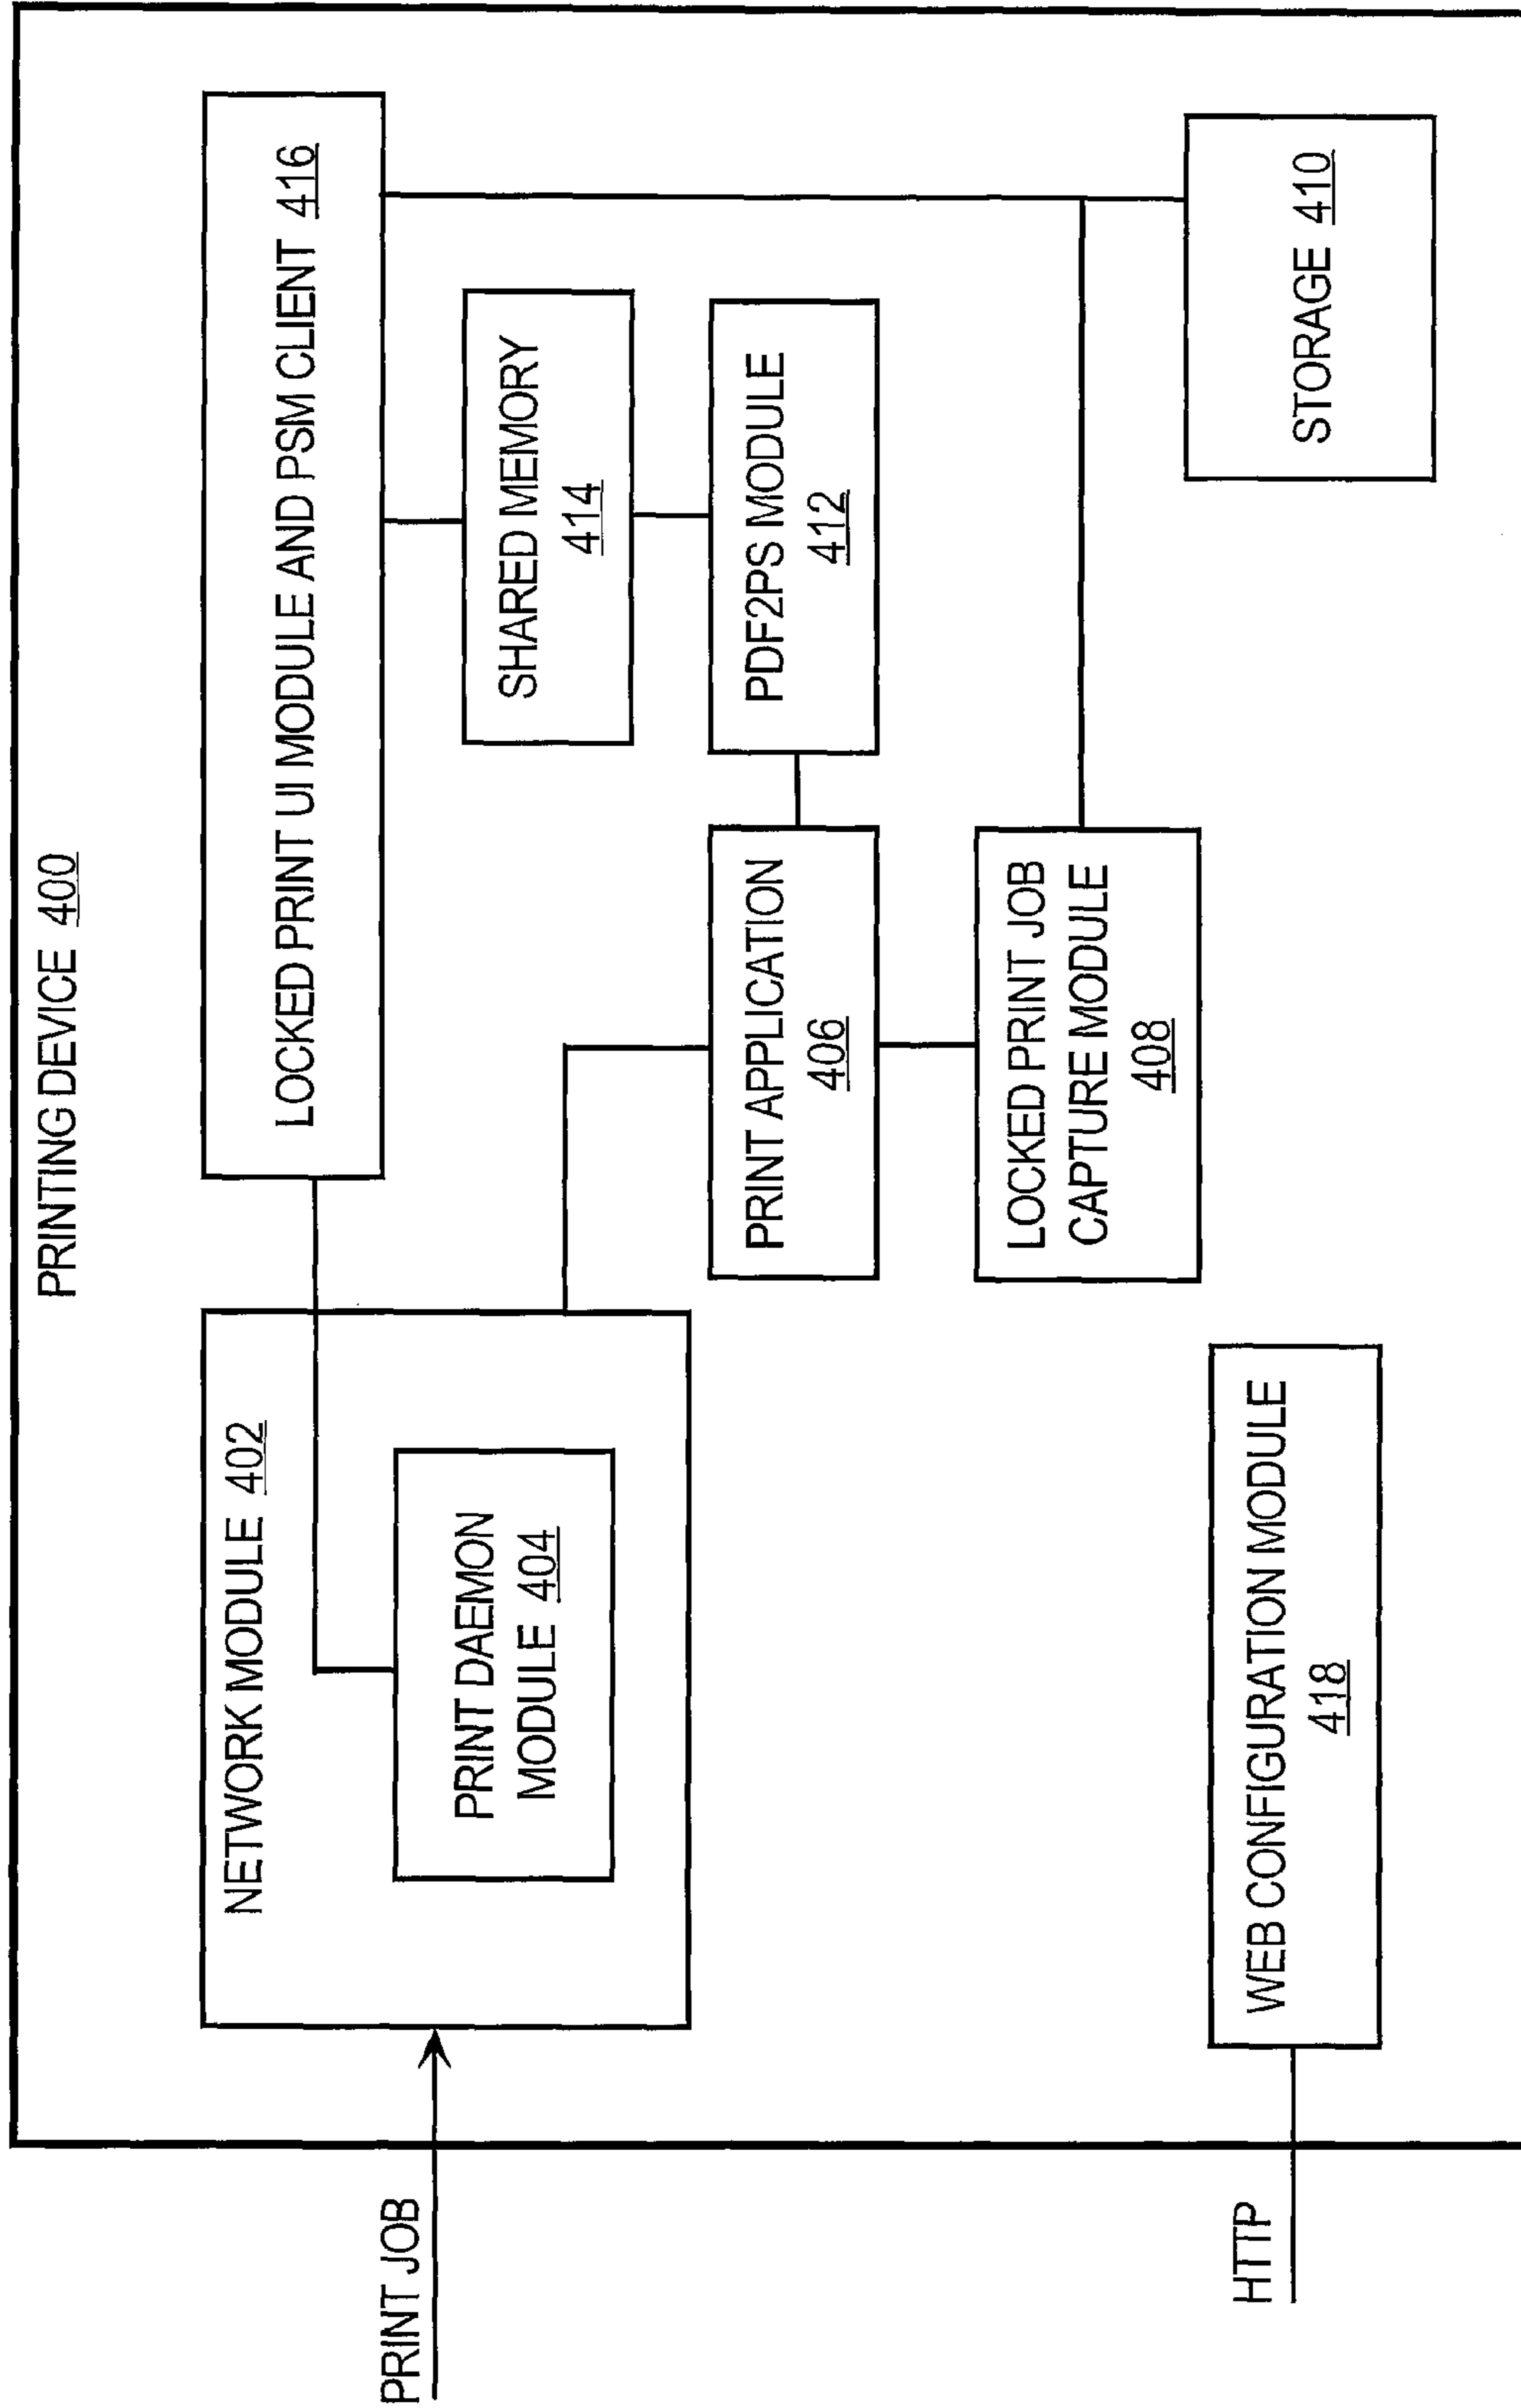 PRINTING DEVICE 400
LOCKED PRINT UI MODULE AND PSM CLIENT 416
NETWORK MODULE 402
PRINT DAEMON
MODULE 404
SHARED MEMORY
414
PRINT APPLICATION
406
PDF2PS MODULE
412
LOCKED PRINT JOB
CAPTURE MODULE
408
STORAGE 410
WEB CONFIGURATION MODULE
418
PRINT JOB
HTTP